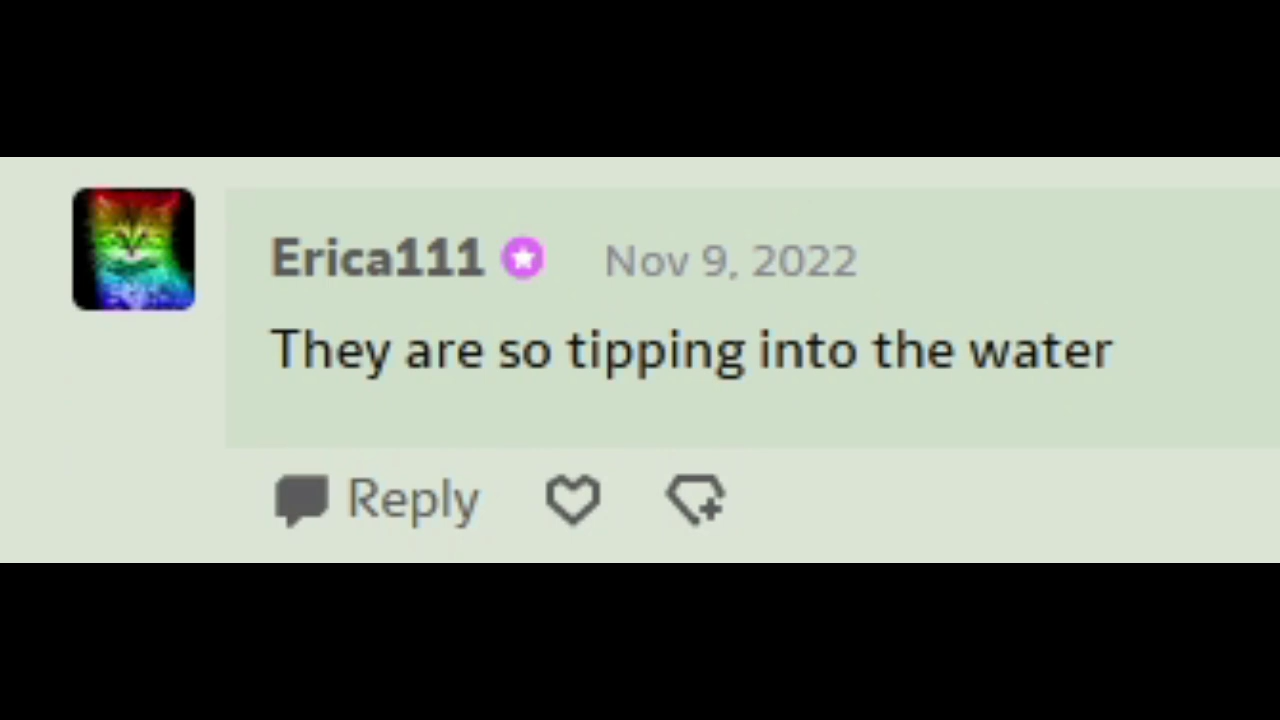 Erica111 Nov 9, 2022
They are so tipping into the water
Reply